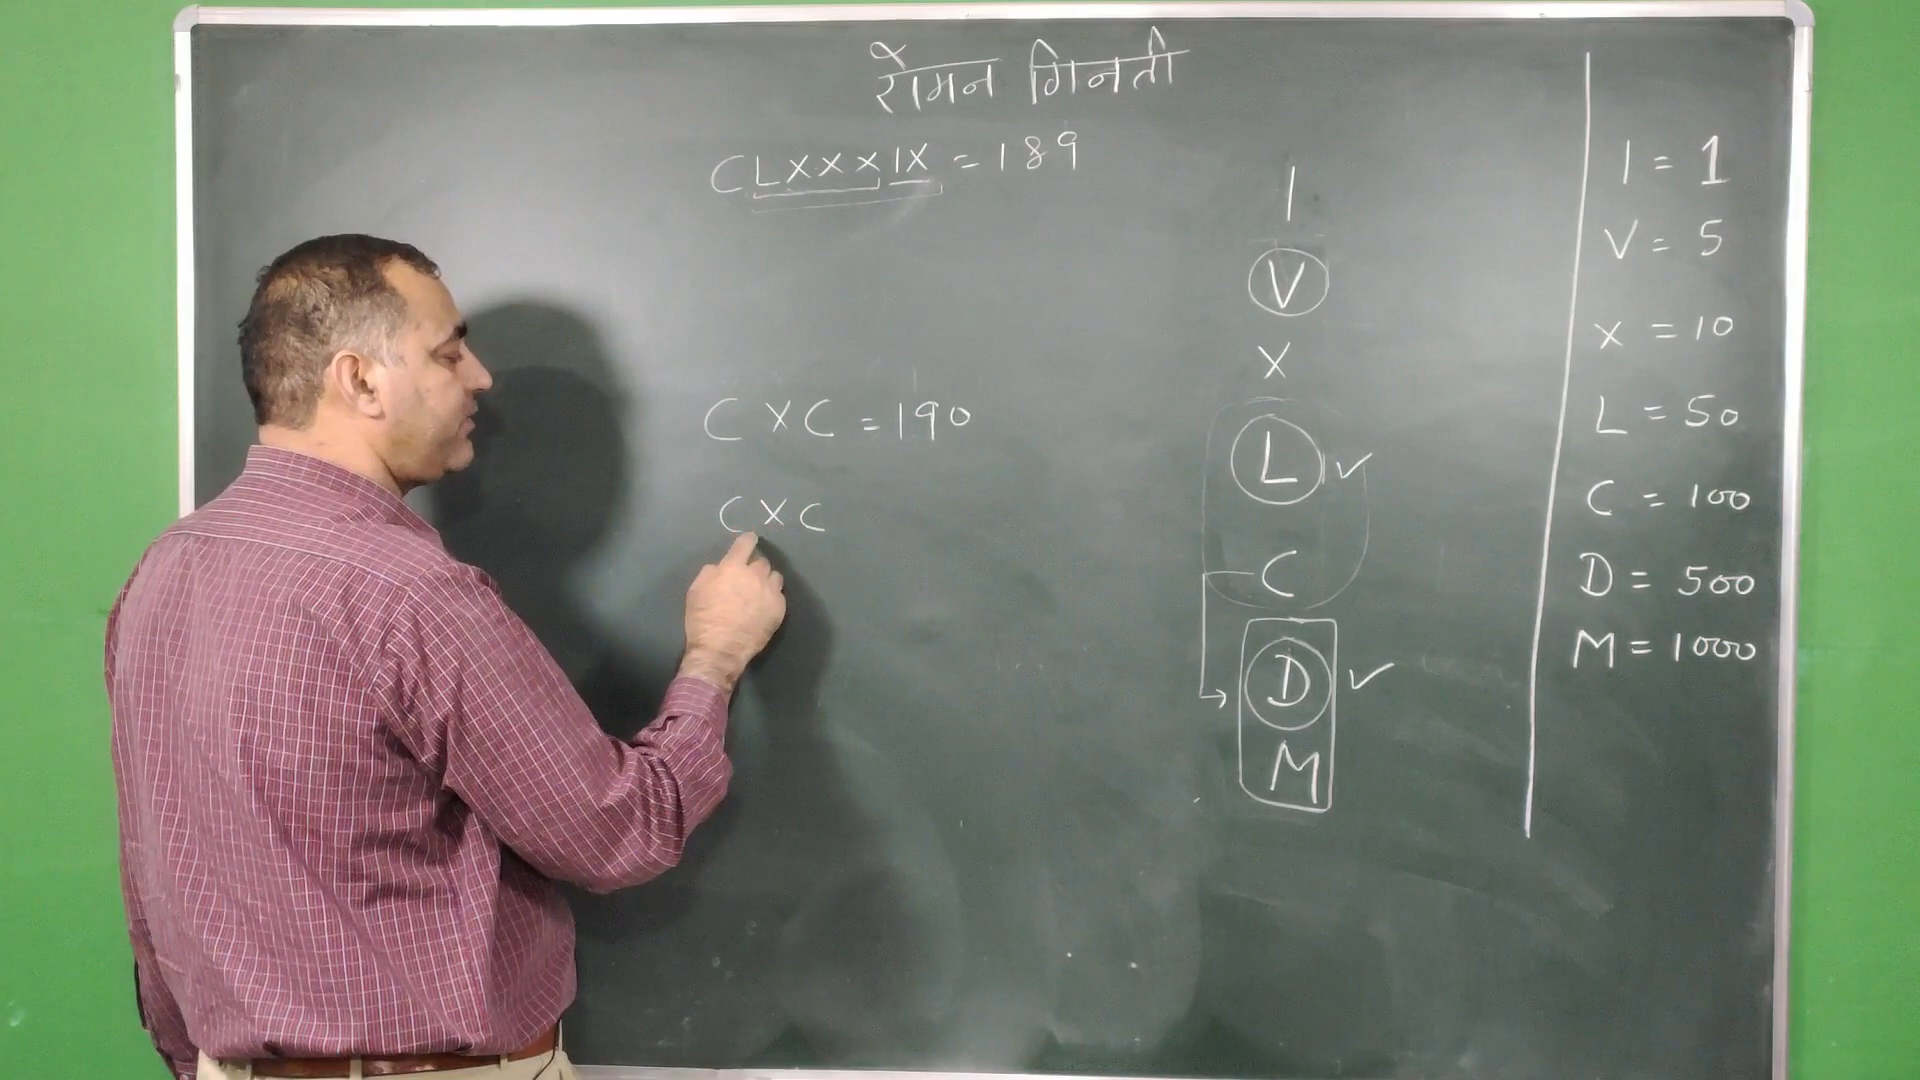 रोमन गिनती
CLXXXIX = 189
CXC = 190
CXC
I
V
X
L ✓
C
D ✓
M
I = 1
V = 5
X = 10
L = 50
C = 100
D = 500
M = 1000